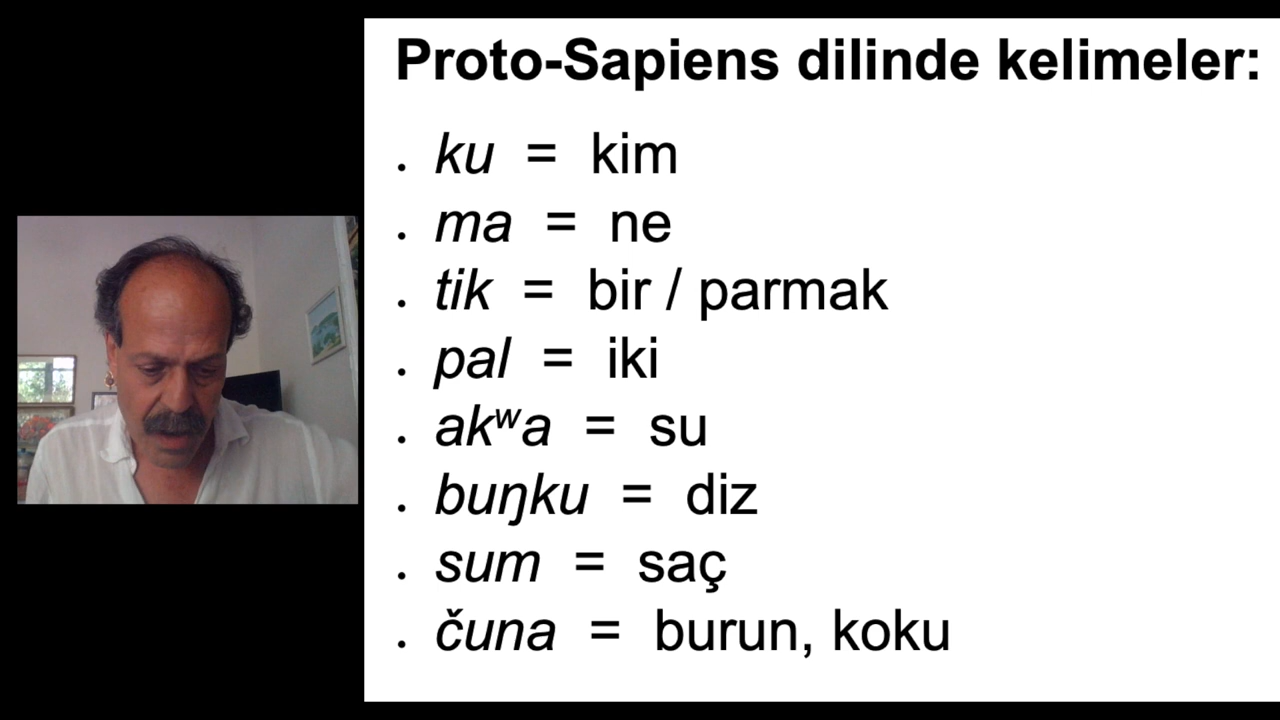 Proto-Sapiens dilinde kelimeler:
. ku = kim
. ma = ne
. tik = bir / parmak
. pal = iki
. akʷa = su
. buŋku = diz
. sum = saç
. čuna = burun, koku